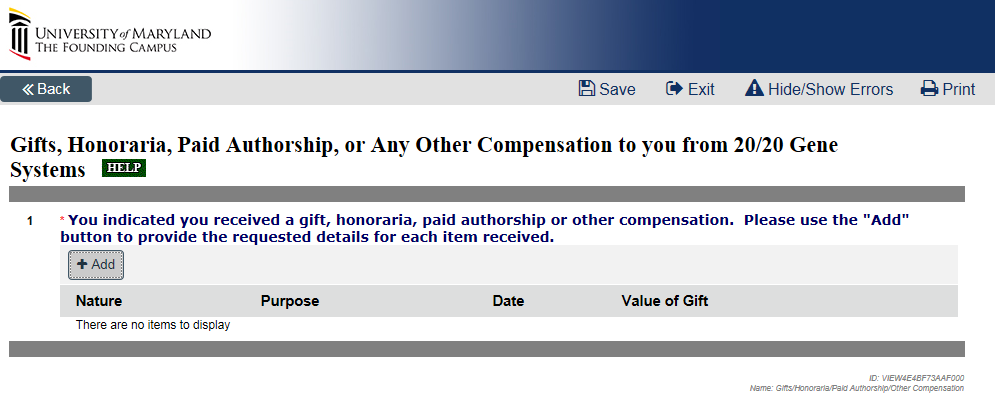 UNIVERSITY of MARYLAND
THE FOUNDING CAMPUS
Back
Save
Exit
Hide/Show Errors
Print
Gifts, Honoraria, Paid Authorship, or Any Other Compensation to you from 20/20 Gene
Systems HELP
1 * You indicated you received a gift, honoraria, paid authorship or other compensation. Please use the "Add"
button to provide the requested details for each item received.
+ Add
Nature Purpose Date Value of Gift
There are no items to display
ID: VIEW4E4BF73AAF000
Name: Gifts/Honoraria/Paid Authorship/Other Compensation